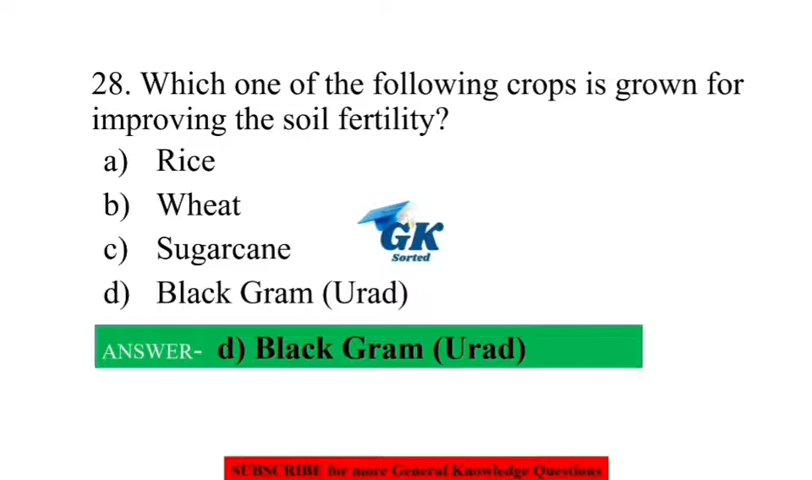 28. Which one of the following crops is grown for
improving the soil fertility?
a) Rice
b) Wheat
c) Sugarcane
d) Black Gram (Urad)
GK
Sorted
ANSWER- d) Black Gram (Urad)
SUBSCRIBE for more General Knowledge Questions